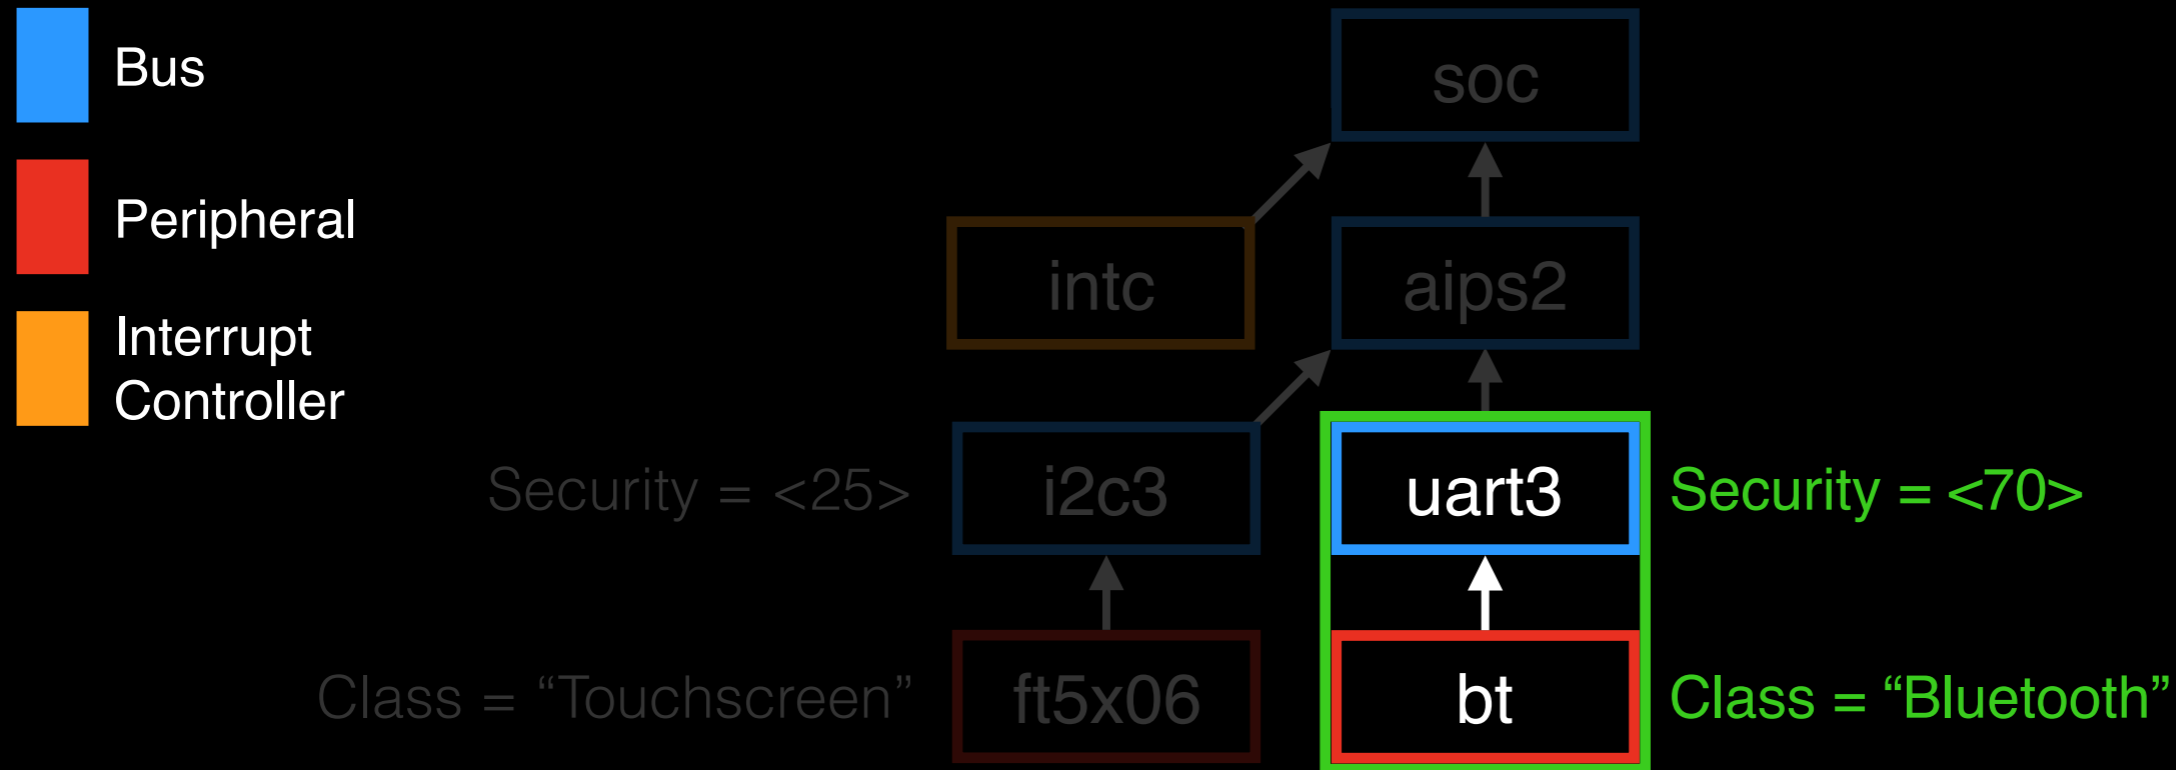 Bus
Peripheral
Interrupt
Controller
soc
intc
aips2
Security = <25>
i2c3
uart3
Security = <70>
Class = “Touchscreen”
ft5x06
bt
Class = “Bluetooth”